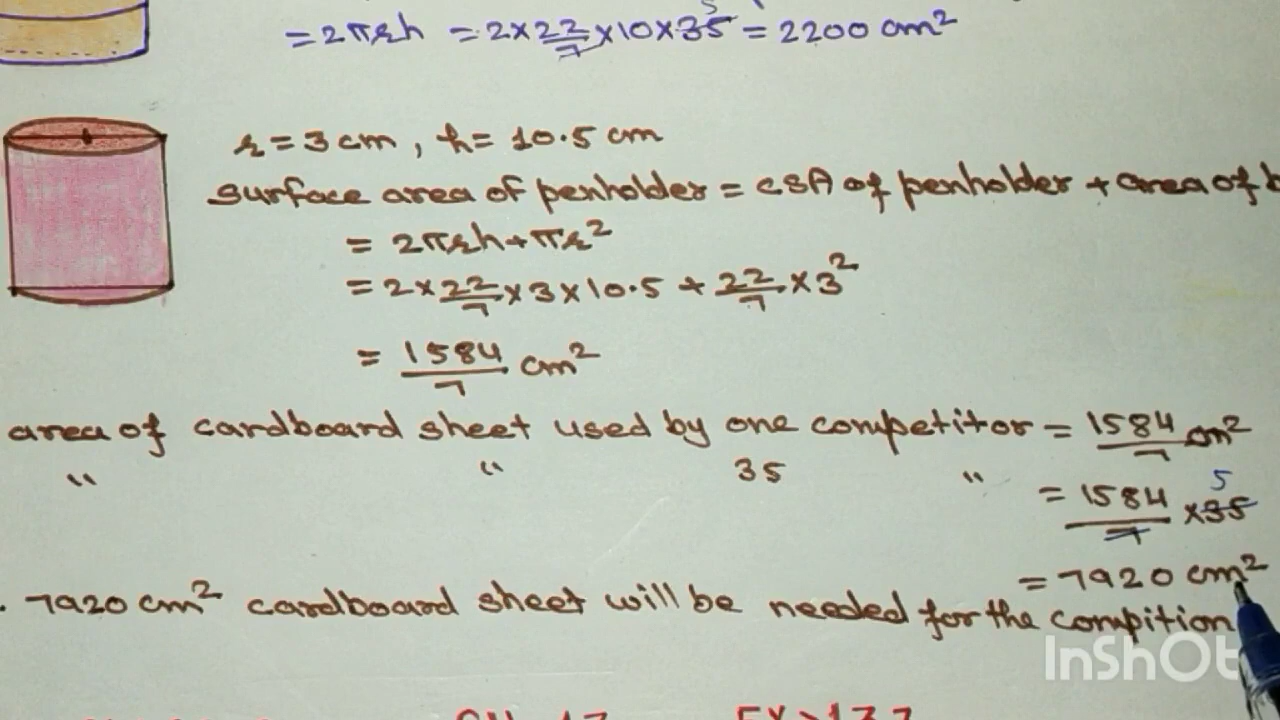 = 2πrh = 2×22/7×10×35 5 = 2200 cm²
r = 3 cm, h = 10.5 cm
Surface area of penholder = CSA of penholder + area of
= 2πrh + πr²
= 2 × 22/7 × 3 × 10.5 + 22/7 × 3²
= 1584/7 cm²
area of cardboard sheet used by one competitor = 1584/7 cm²
" " 35 "
= 1584/7 × 35 5
= 7920 cm²
. 7920 cm² cardboard sheet will be needed for the compition
InShOt